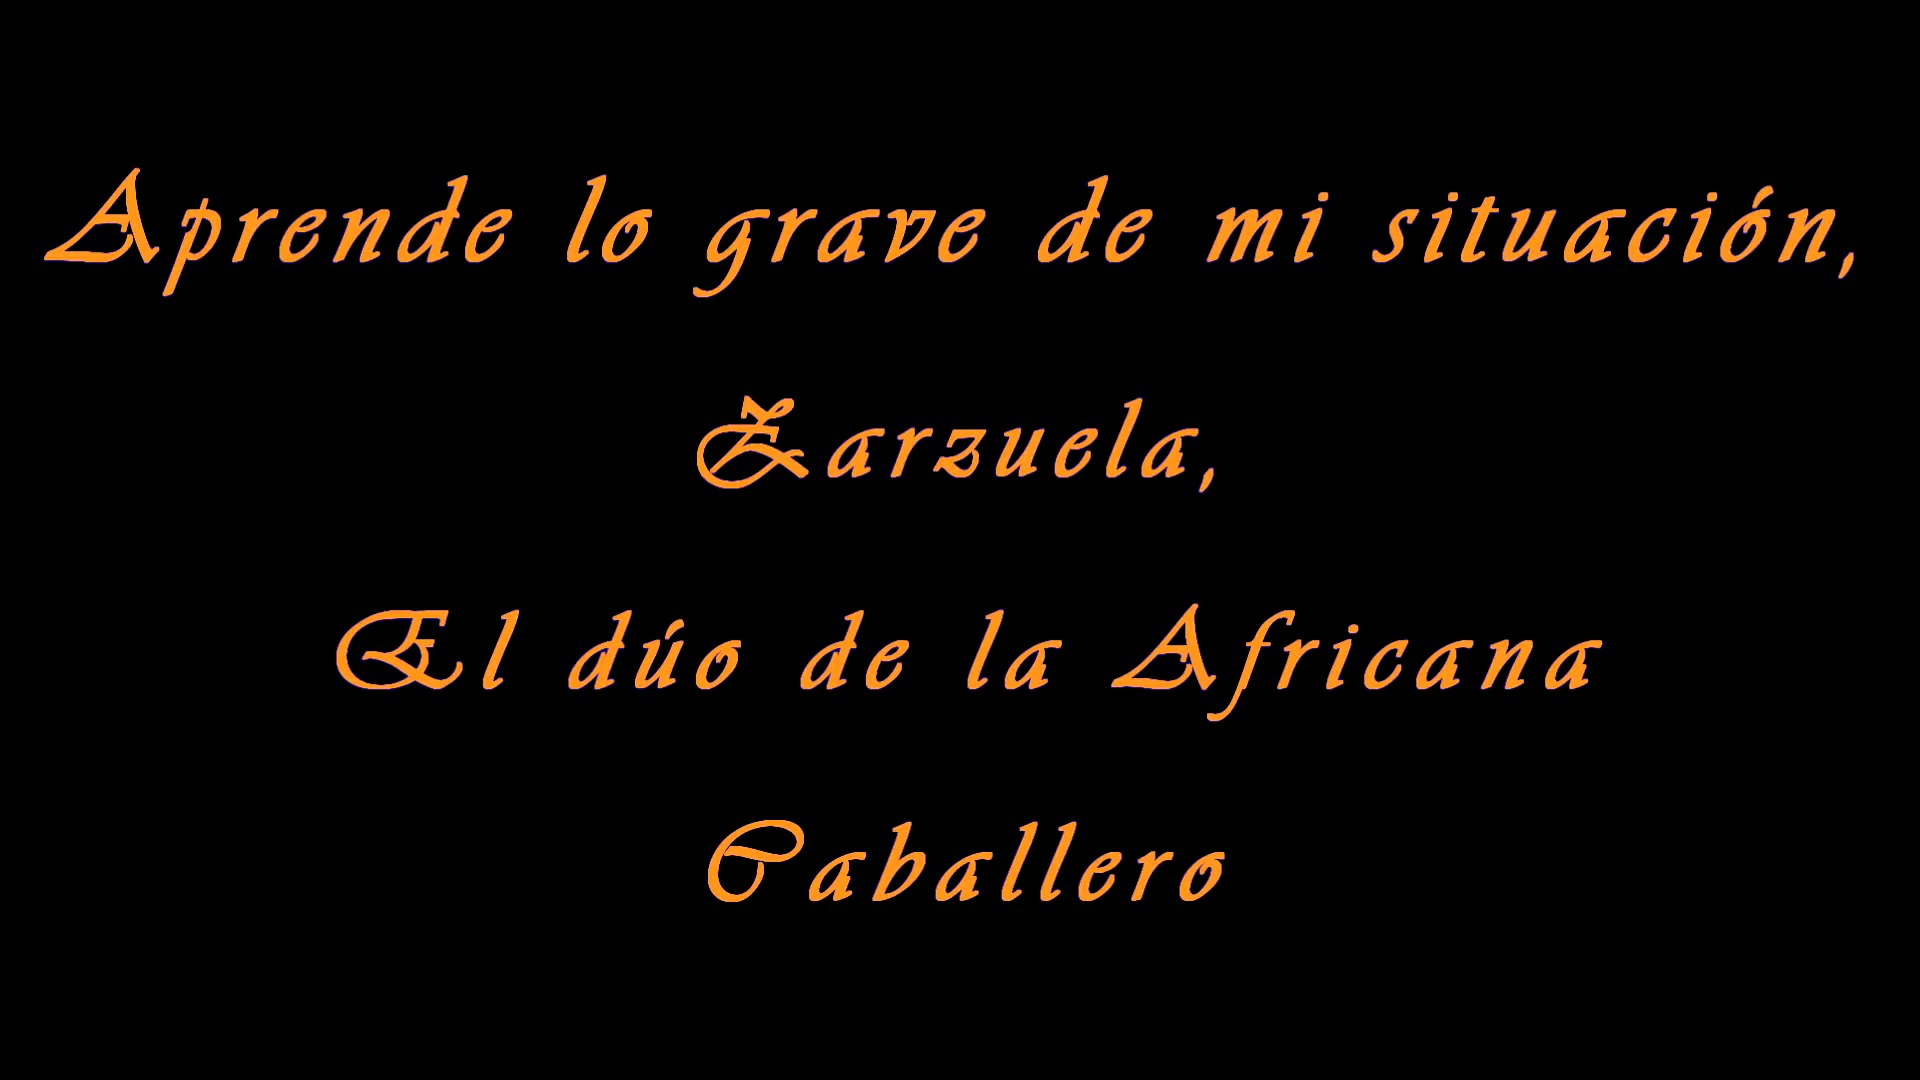 Aprende lo grave de mi situación,
Zarzuela,
El dúo de la Africana
Caballero